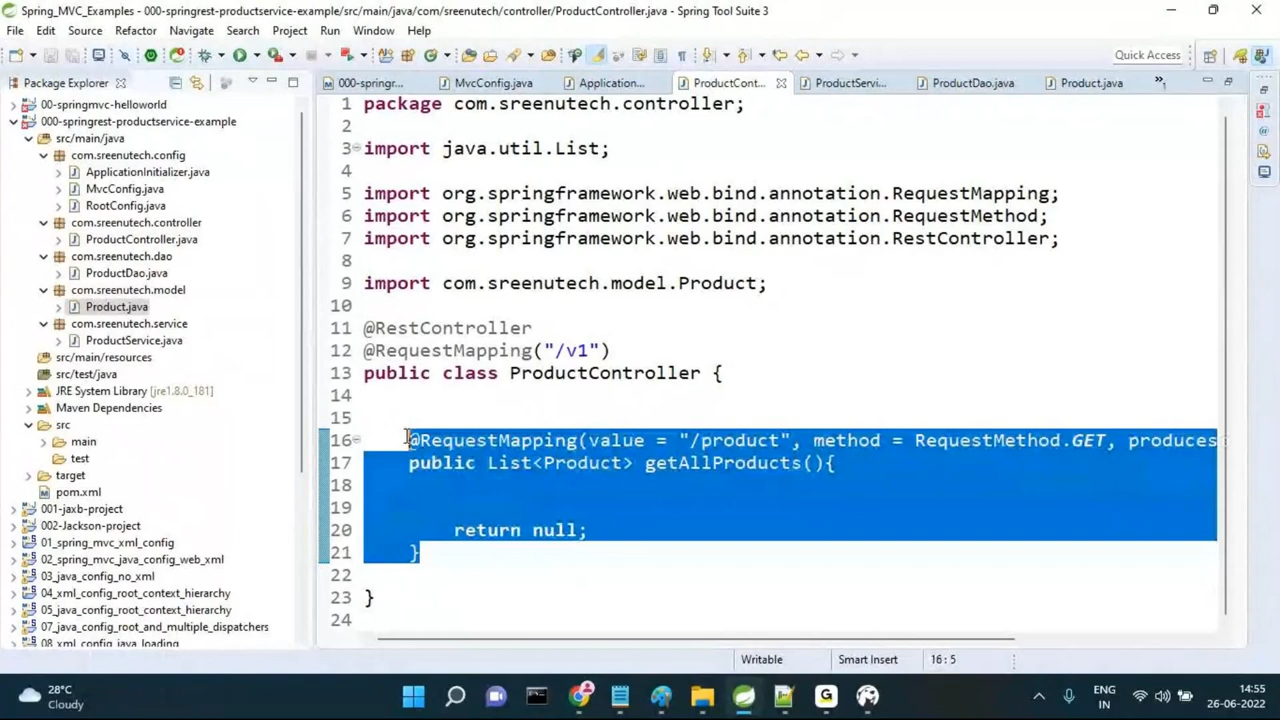 Spring_MVC_Examples - 000-springrest-productservice-example/src/main/java/com/sreenutech/controller/ProductController.java - Spring Tool Suite 3
File Edit Source Refactor Navigate Search Project Run Window Help
Quick Access
Package Explorer
000-springr...
MvcConfig.java
Application...
ProductCont...
ProductServi...
ProductDao.java
Product.java
00-springmvc-helloworld
000-springrest-productservice-example
src/main/java
com.sreenutech.config
ApplicationInitializer.java
MvcConfig.java
RootConfig.java
com.sreenutech.controller
ProductController.java
com.sreenutech.dao
ProductDao.java
com.sreenutech.model
Product.java
com.sreenutech.service
ProductService.java
src/main/resources
src/test/java
JRE System Library [jre1.8.0_181]
Maven Dependencies
src
main
test
target
pom.xml
001-jaxb-project
002-Jackson-project
01_spring_mvc_xml_config
02_spring_mvc_java_config_web_xml
03_java_config_no_xml
04_xml_config_root_context_hierarchy
05_java_config_root_context_hierarchy
07_java_config_root_and_multiple_dispatchers
08_xml_config_java_loading
1 package com.sreenutech.controller;
2
3 import java.util.List;
4
5 import org.springframework.web.bind.annotation.RequestMapping;
6 import org.springframework.web.bind.annotation.RequestMethod;
7 import org.springframework.web.bind.annotation.RestController;
8
9 import com.sreenutech.model.Product;
10
11 @RestController
12 @RequestMapping("/v1")
13 public class ProductController {
14
15
16 @RequestMapping(value = "/product", method = RequestMethod.GET, produces
17 public List<Product> getAllProducts(){
18
19
20 return null;
21 }
22
23 }
24
Writable
Smart Insert
16 : 5
28°C
Cloudy
ENG
IN
14:55
26-06-2022